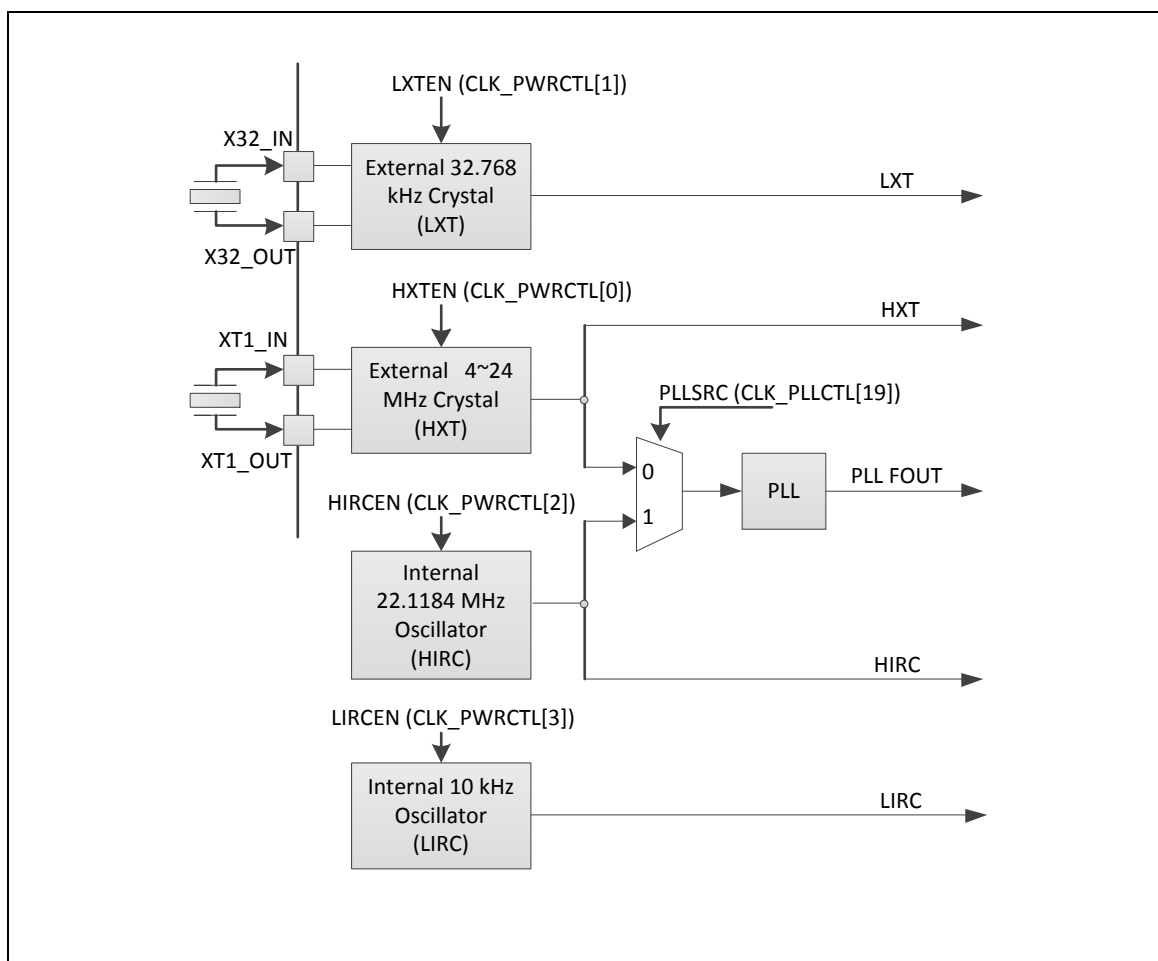 LXTEN (CLK_PWRCTL[1])
X32_IN
External 32.768
kHz Crystal
(LXT)
LXT
X32_OUT
HXTEN (CLK_PWRCTL[0])
HXT
XT1_IN
External 4~24
MHz Crystal
(HXT)
PLLSRC (CLK_PLLCTL[19])
XT1_OUT
0
PLL
PLL FOUT
HIRCEN (CLK_PWRCTL[2])
1
Internal
22.1184 MHz
Oscillator
(HIRC)
HIRC
LIRCEN (CLK_PWRCTL[3])
Internal 10 kHz
Oscillator
(LIRC)
LIRC